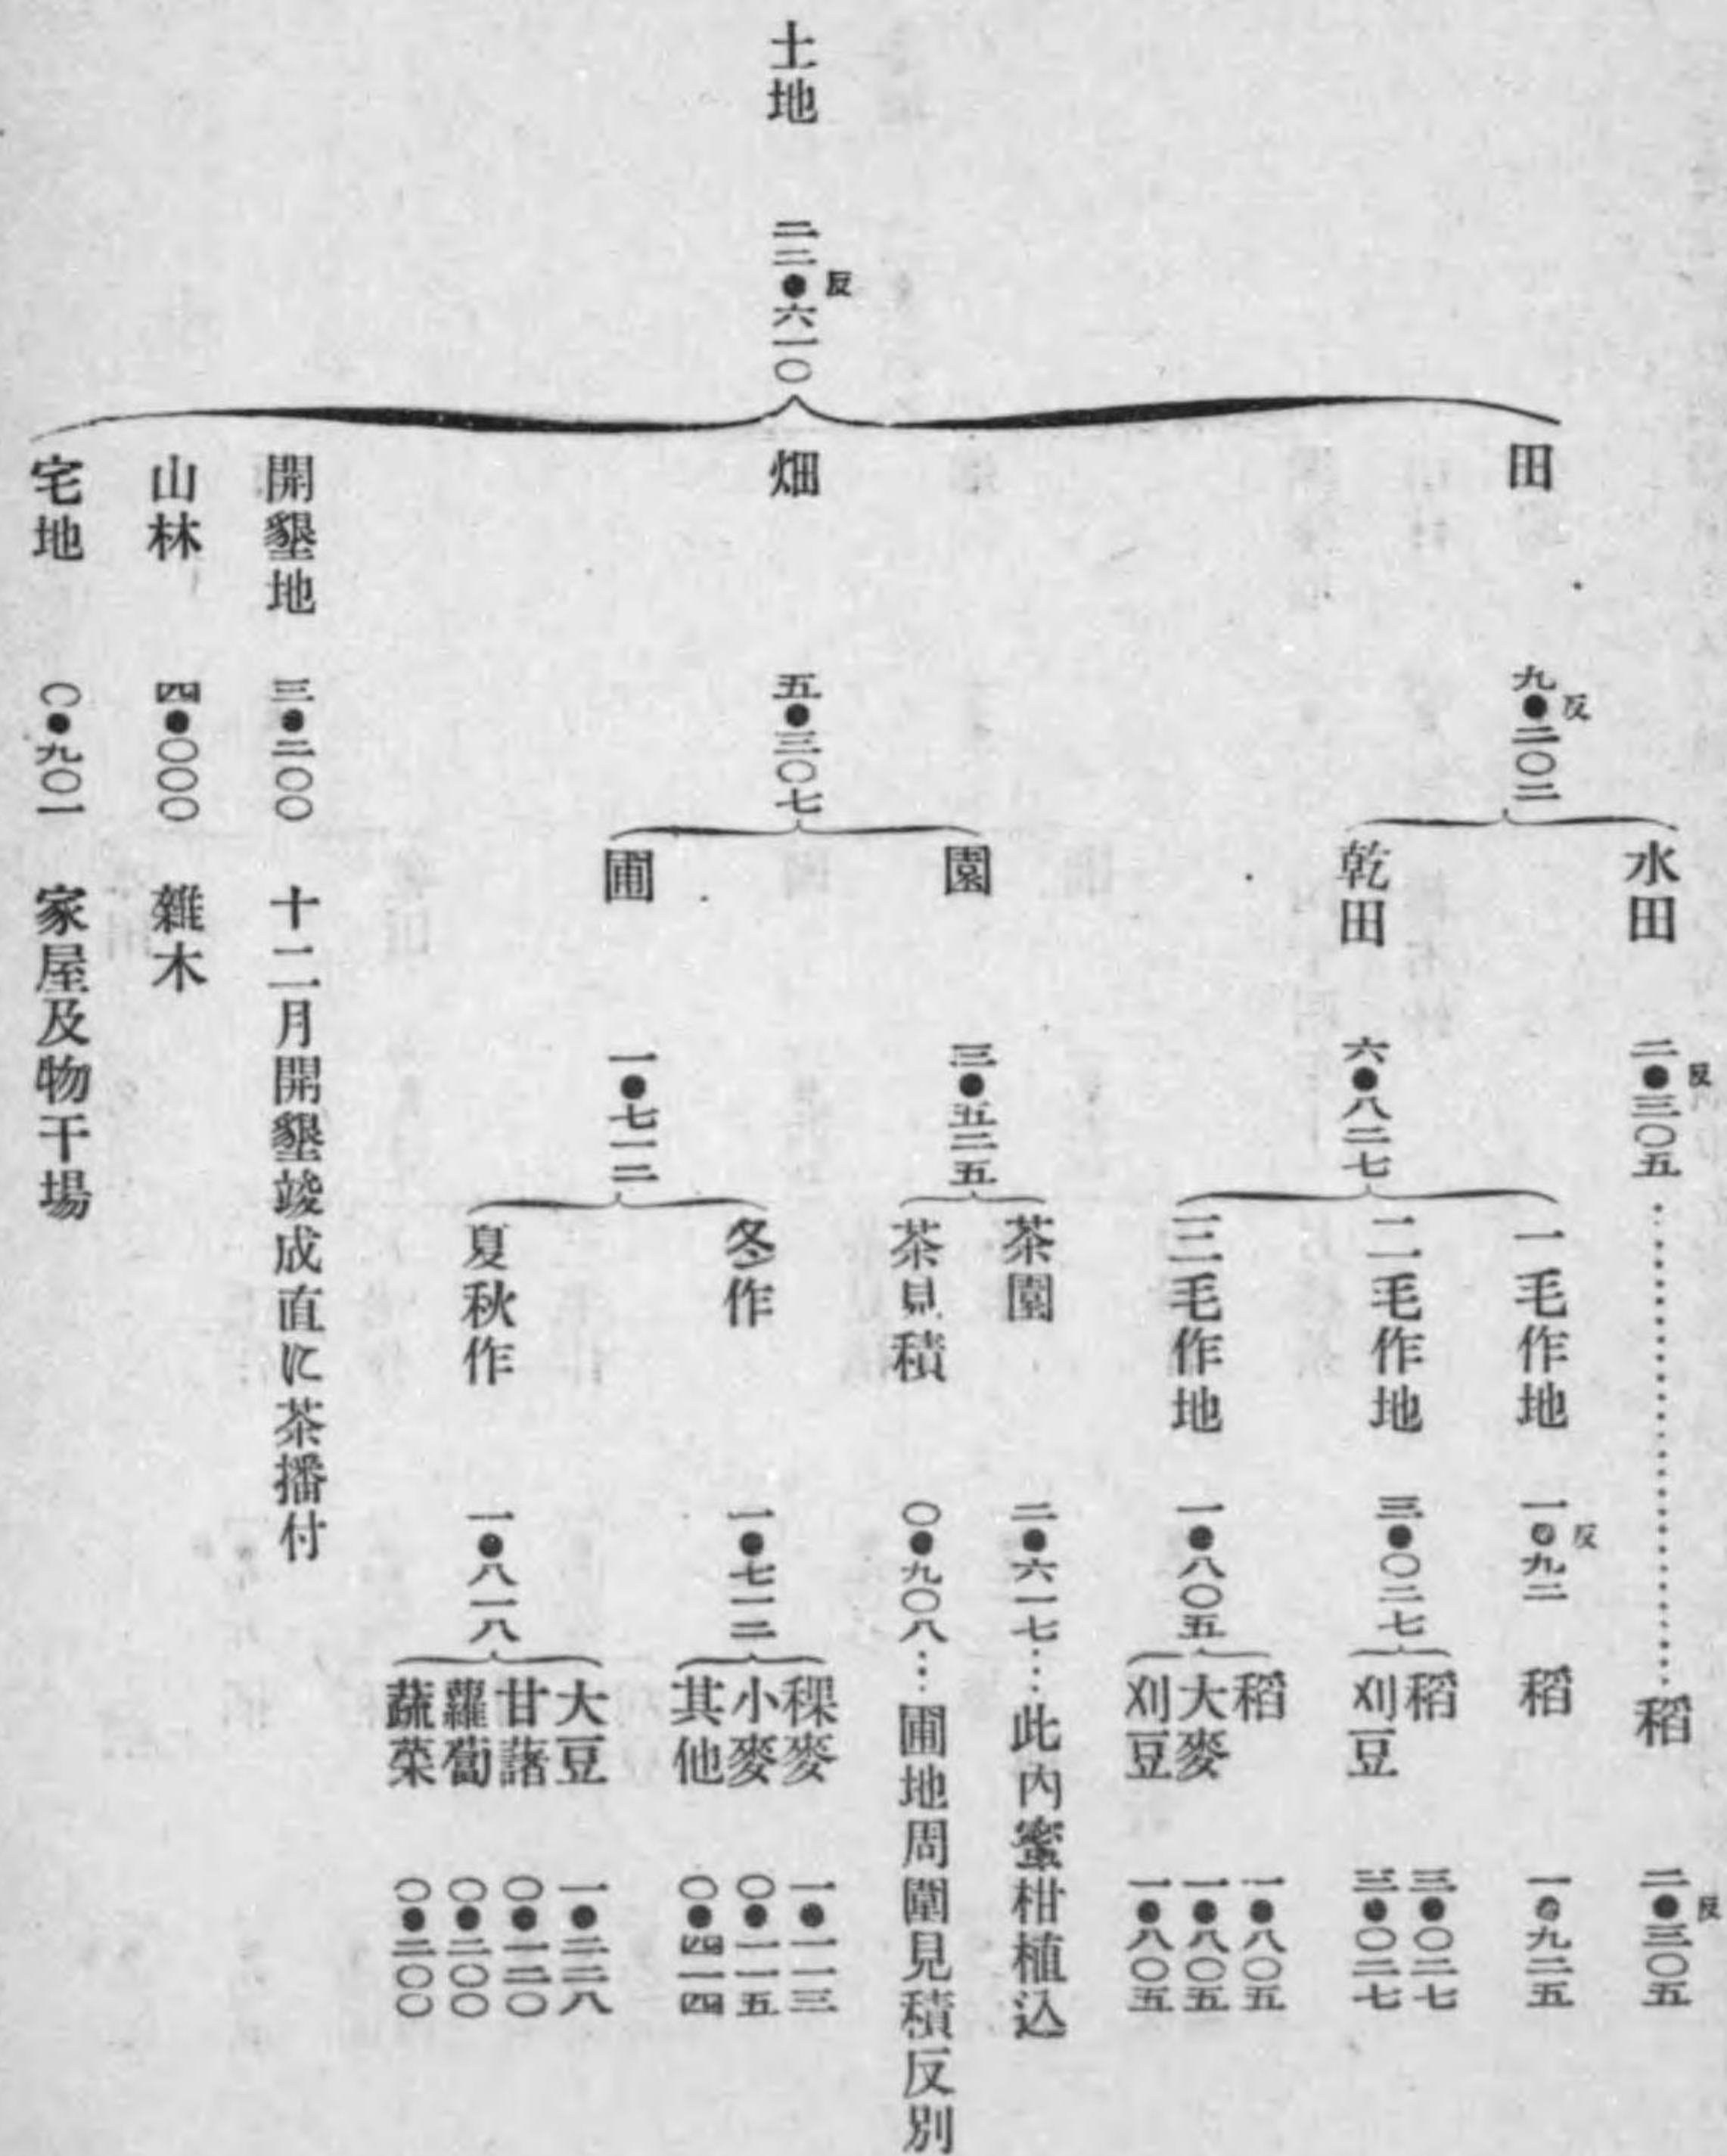 土地 二二●六一〇反
田 九●二〇二反
水田 二●三〇五反……稻 二●三〇五反
乾田 六●八二七
一毛作地 一●九二反 稻 一●九二五
二毛作地 三●〇二七
稻 三●〇二七
刈豆 三●〇二七
三毛作地 一●八〇五
稻 一●八〇五
大麥 一●八〇五
刈豆 一●八〇五
畑 五●三〇七
園 三●五二五
茶園 二●六一七…此內蜜柑植込
茶見積 〇●九〇八…圃地周圍見積反別
圃 一●七一二
冬作 一●七一二
稞麥 一●一一三
小麥 〇●一一五
其他 〇●四一四
夏秋作 一●八一八
大豆 一●二二八
甘藷 〇●一二〇
蘿蔔 〇●二〇〇
蔬菜 〇●二〇〇
開墾地 三●二〇〇 十二月開墾竣成直に茶播付
山林 四●〇〇〇 雜木
宅地 〇●九〇一 家屋及物干場